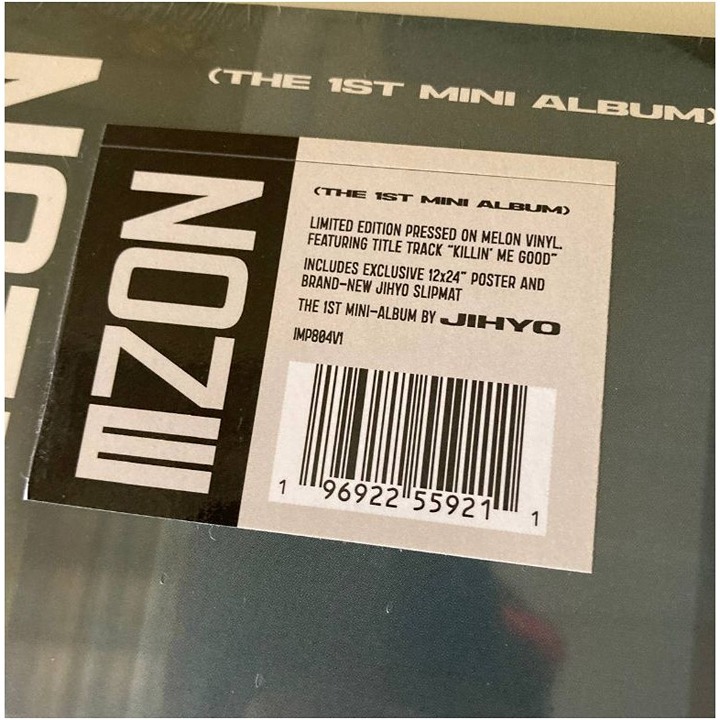 (THE 1ST MINI ALBUM)
ZONE
(THE 1ST MINI ALBUM)
LIMITED EDITION PRESSED ON MELON VINYL.
FEATURING TITLE TRACK "KILLIN' ME GOOD"
INCLUDES EXCLUSIVE 12x24" POSTER AND
BRAND-NEW JIHYO SLIPMAT
THE 1ST MINI-ALBUM BY JIHYO
IMP804V1
1 96922 55921 1